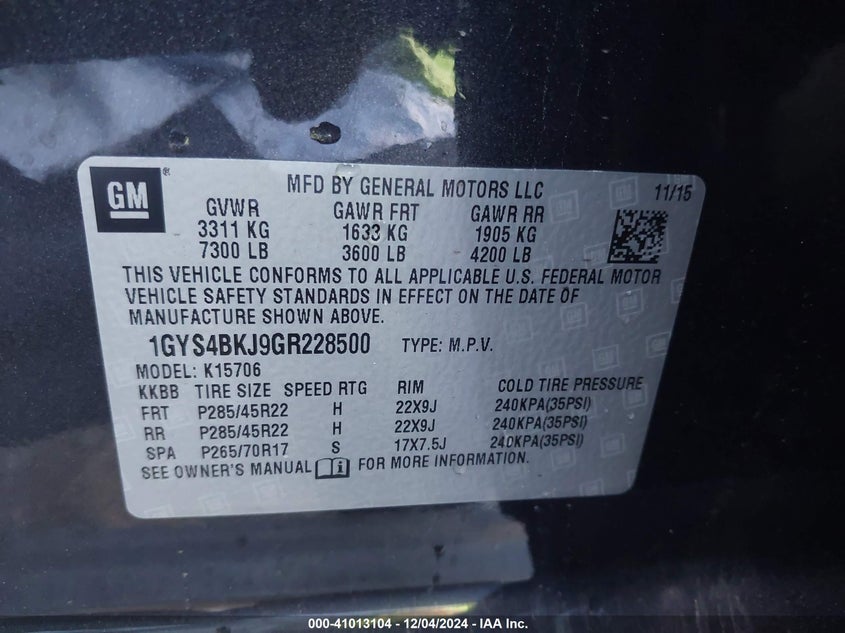 GM
MFD BY GENERAL MOTORS LLC 11/15
GVWR GAWR FRT GAWR RR
3311 KG 1633 KG 1905 KG
7300 LB 3600 LB 4200 LB
THIS VEHICLE CONFORMS TO ALL APPLICABLE U.S. FEDERAL MOTOR
VEHICLE SAFETY STANDARDS IN EFFECT ON THE DATE OF
MANUFACTURE SHOWN ABOVE.
1GYS4BKJ9GR228500 TYPE: M.P.V.
MODEL: K15706
KKBB TIRE SIZE SPEED RTG RIM COLD TIRE PRESSURE
FRT P285/45R22 H 22X9J 240KPA(35PSI)
RR P285/45R22 H 22X9J 240KPA(35PSI)
SPA P265/70R17 S 17X7.5J 240KPA(35PSI)
SEE OWNER'S MANUAL FOR MORE INFORMATION.
000-41013104 - 12/04/2024 - IAA Inc.